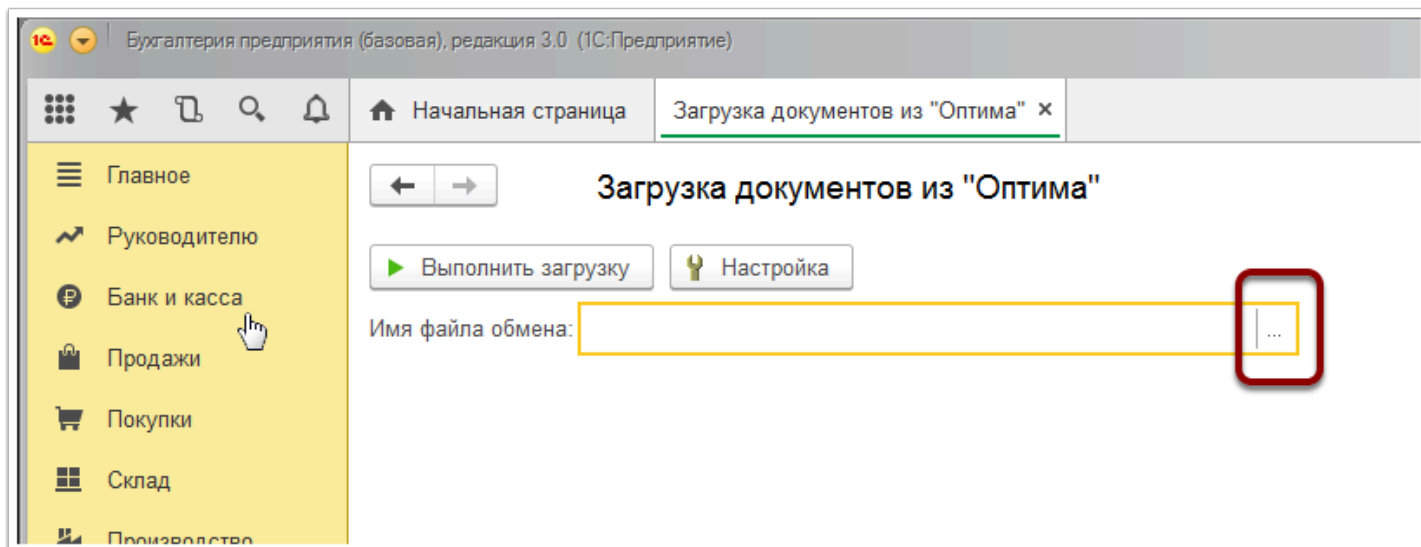 1С Бухгалтерия предприятия (базовая), редакция 3.0 (1С:Предприятие)
Начальная страница Загрузка документов из "Оптима" ×
Главное
Загрузка документов из "Оптима"
Руководителю
Выполнить загрузку Настройка
Банк и касса
Имя файла обмена: ...
Продажи
Покупки
Склад
Производство